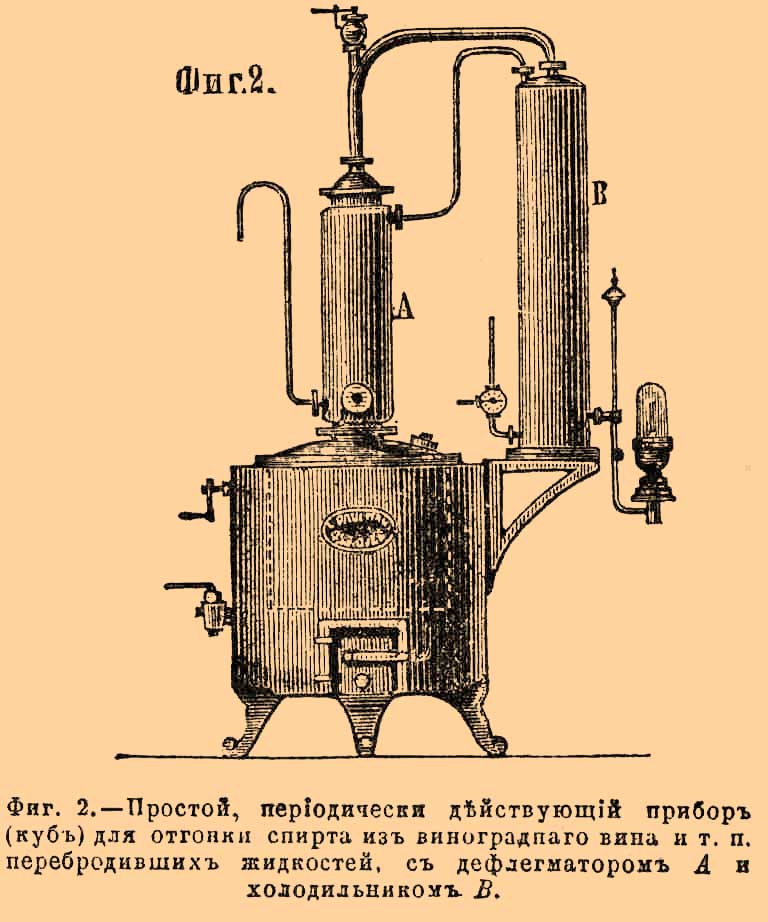 Фиг.2.
B
A
Фиг. 2.—Простой, періодически дѣйствующій приборъ
(кубъ) для отгонки спирта изъ винограднаго вина и т. п.
перебродившихъ жидкостей, съ дефлегматоромъ A и
холодильникомъ B.